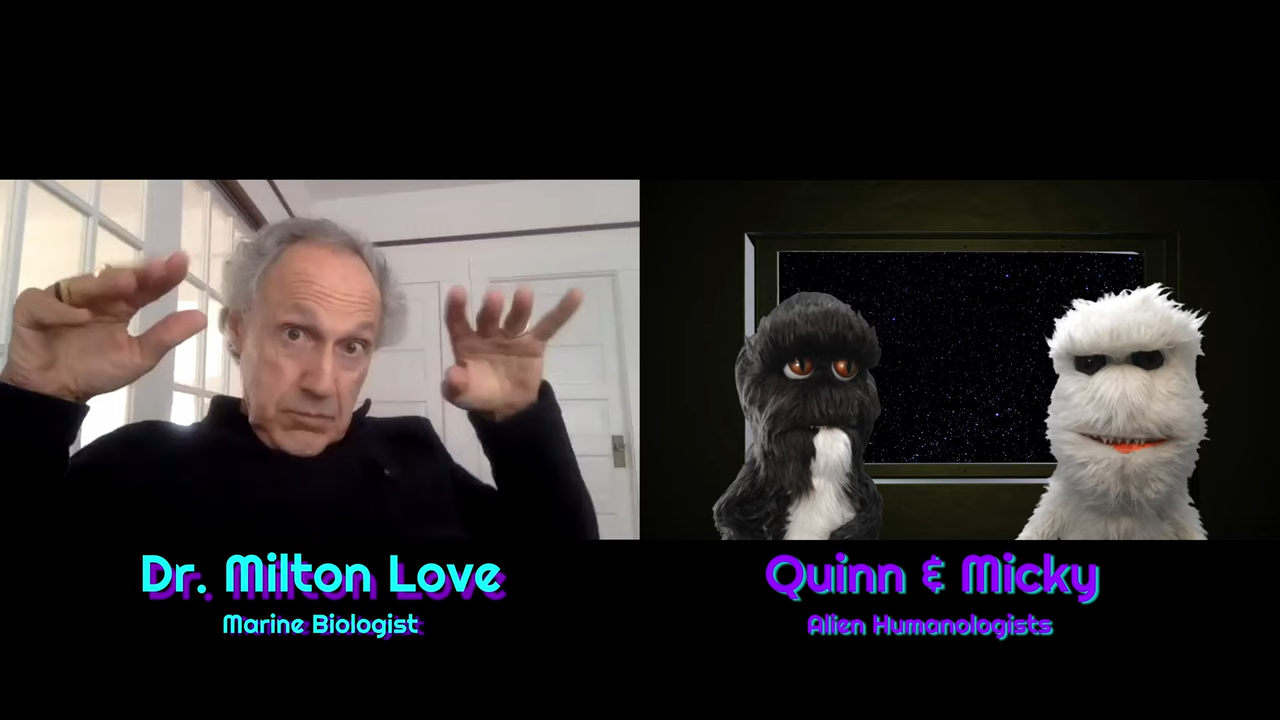 Dr. Milton Love
Marine Biologist
Quinn & Micky
Alien Humanologists